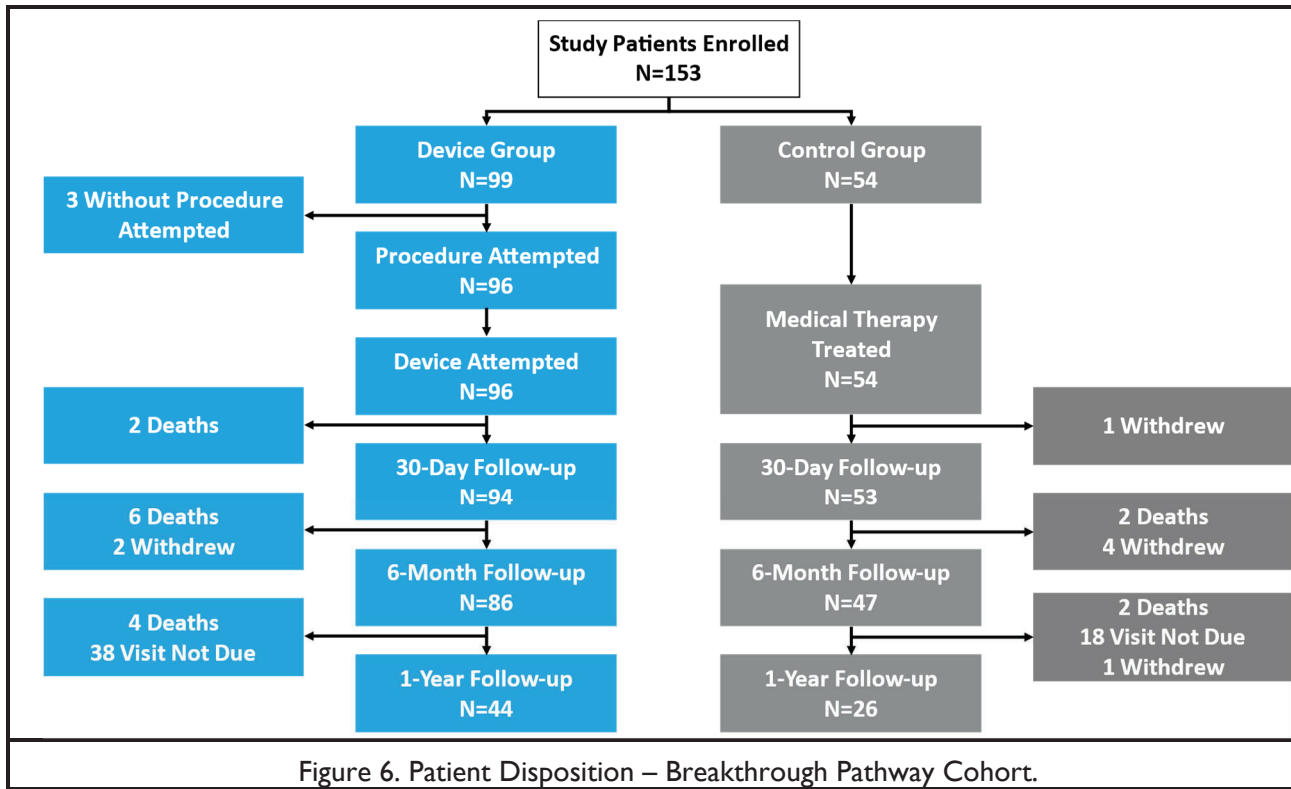 Study Patients Enrolled
N=153
Device Group
N=99
Control Group
N=54
3 Without Procedure
Attempted
Procedure Attempted
N=96
Medical Therapy
Treated
N=54
Device Attempted
N=96
2 Deaths
1 Withdrew
30-Day Follow-up
N=94
30-Day Follow-up
N=53
6 Deaths
2 Withdrew
2 Deaths
4 Withdrew
6-Month Follow-up
N=86
6-Month Follow-up
N=47
4 Deaths
38 Visit Not Due
2 Deaths
18 Visit Not Due
1 Withdrew
1-Year Follow-up
N=44
1-Year Follow-up
N=26
Figure 6. Patient Disposition – Breakthrough Pathway Cohort.